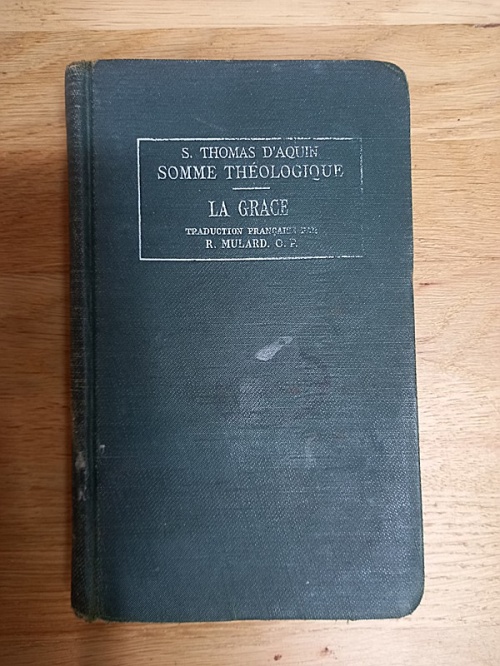 S. THOMAS D'AQUIN
SOMME THÉOLOGIQUE
LA GRACE
TRADUCTION FRANÇAISE PAR
R. MULARD, O. P.